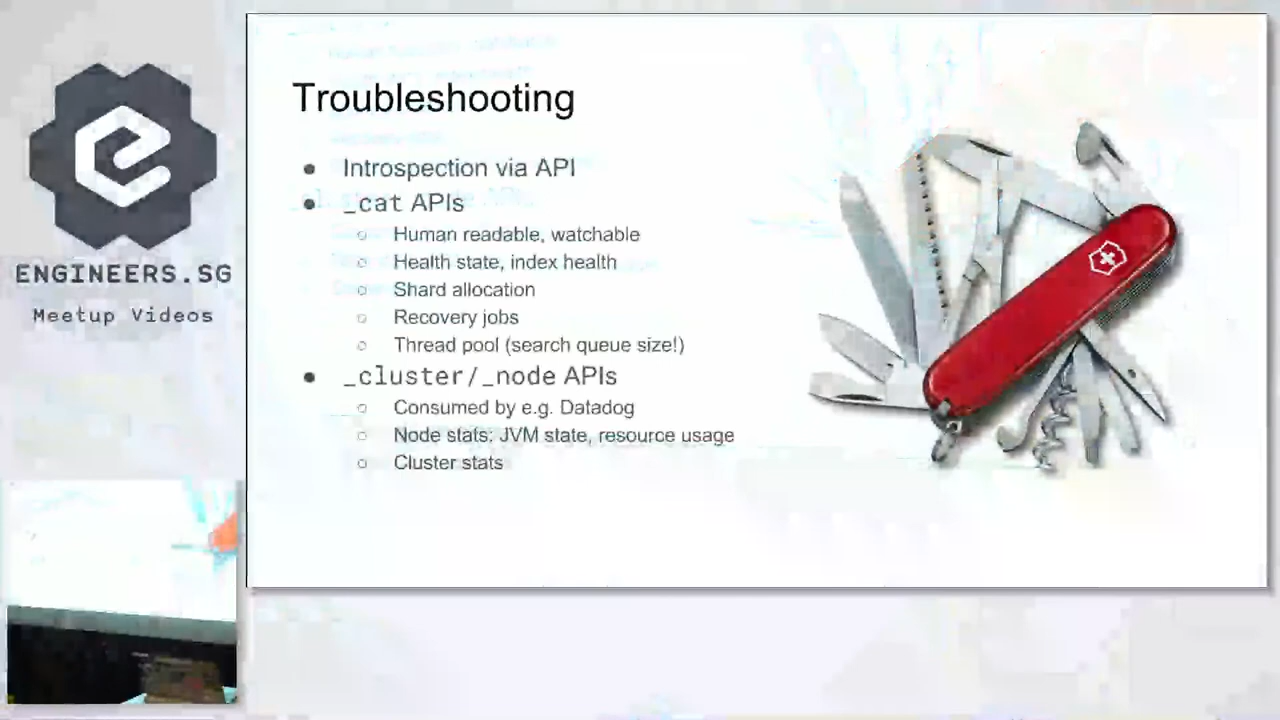 ENGINEERS.SG
Meetup Videos
Troubleshooting
● Introspection via API
● _cat APIs
○ Human readable, watchable
○ Health state, index health
○ Shard allocation
○ Recovery jobs
○ Thread pool (search queue size!)
● _cluster/_node APIs
○ Consumed by e.g. Datadog
○ Node stats: JVM state, resource usage
○ Cluster stats